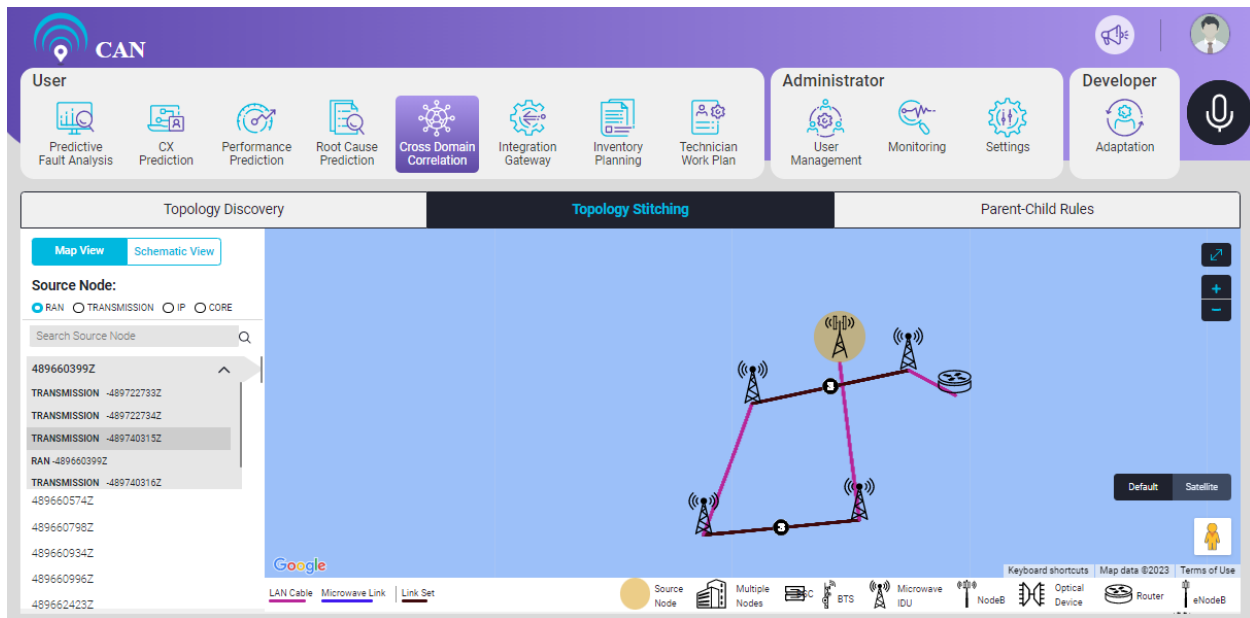 CAN
User
Administrator
Developer
Predictive
Fault Analysis
CX
Prediction
Performance
Prediction
Root Cause
Prediction
Cross Domain
Correlation
Integration
Gateway
Inventory
Planning
Technician
Work Plan
User
Management
Monitoring
Settings
Adaptation
Topology Discovery
Topology Stitching
Parent-Child Rules
Map View
Schematic View
Source Node:
RAN TRANSMISSION IP CORE
Search Source Node
489660399Z
TRANSMISSION -489722733Z
TRANSMISSION -489722734Z
TRANSMISSION -489740315Z
RAN -489660399Z
TRANSMISSION -489740316Z
489660574Z
489660798Z
489660934Z
489660996Z
489662423Z
3
3
Default
Satellite
Google
Keyboard shortcuts
Map data ©2023
Terms of Use
LAN Cable
Microwave Link
Link Set
Source
Node
Multiple
Nodes
BTS
Microwave
IDU
NodeB
Optical
Device
Router
eNodeB